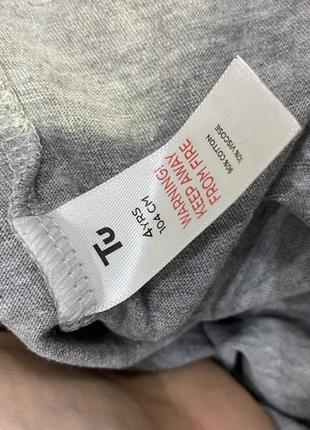 Tu
4YRS
104 CM
WARNING!
KEEP AWAY
FROM FIRE
90% COTTON
10% VISCOSE